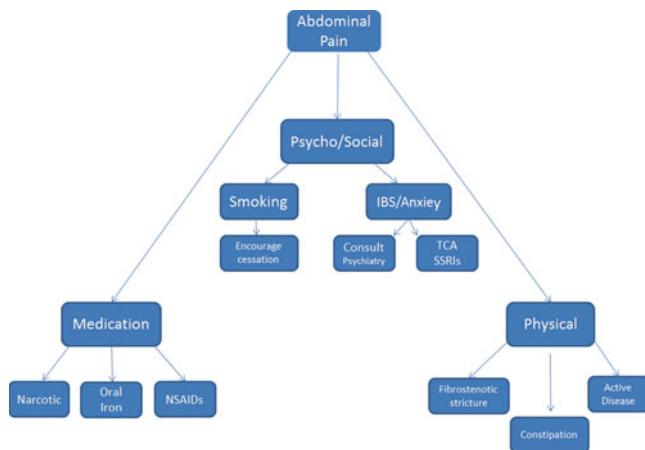 Abdominal
Pain
Psycho/Social
Smoking
IBS/Anxiey
Encourage
cessation
Consult
Psychiatry
TCA
SSRIs
Medication
Physical
Narcotic
Oral
Iron
NSAIDs
Fibrostenotic
stricture
Active
Disease
Constipation